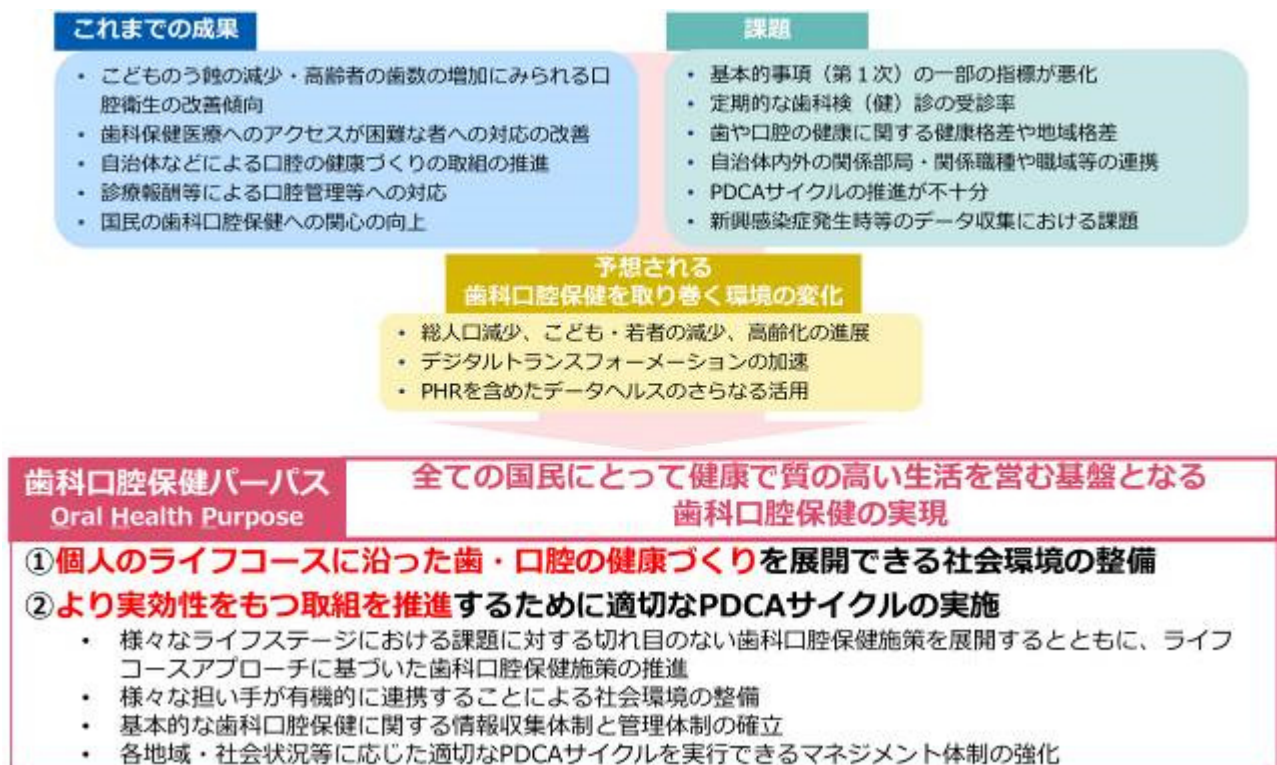 これまでの成果
• こどものう蝕の減少・高齢者の歯数の増加にみられる口
腔衛生の改善傾向
• 歯科保健医療へのアクセスが困難な者への対応の改善
• 自治体などによる口腔の健康づくりの取組の推進
• 診療報酬等による口腔管理等への対応
• 国民の歯科口腔保健への関心の向上
課題
• 基本的事項（第１次）の一部の指標が悪化
• 定期的な歯科検（健）診の受診率
• 歯や口腔の健康に関する健康格差や地域格差
• 自治体内外の関係部局・関係職種や職域等の連携
• PDCAサイクルの推進が不十分
• 新興感染症発生時等のデータ収集における課題
予想される
歯科口腔保健を取り巻く環境の変化
• 総人口減少、こども・若者の減少、高齢化の進展
• デジタルトランスフォーメーションの加速
• PHRを含めたデータヘルスのさらなる活用
歯科口腔保健パーパス
Oral Health Purpose
全ての国民にとって健康で質の高い生活を営む基盤となる
歯科口腔保健の実現
①個人のライフコースに沿った歯・口腔の健康づくりを展開できる社会環境の整備
②より実効性をもつ取組を推進するために適切なPDCAサイクルの実施
• 様々なライフステージにおける課題に対する切れ目のない歯科口腔保健施策を展開するとともに、ライフ
コースアプローチに基づいた歯科口腔保健施策の推進
• 様々な担い手が有機的に連携することによる社会環境の整備
• 基本的な歯科口腔保健に関する情報収集体制と管理体制の確立
• 各地域・社会状況等に応じた適切なPDCAサイクルを実行できるマネジメント体制の強化